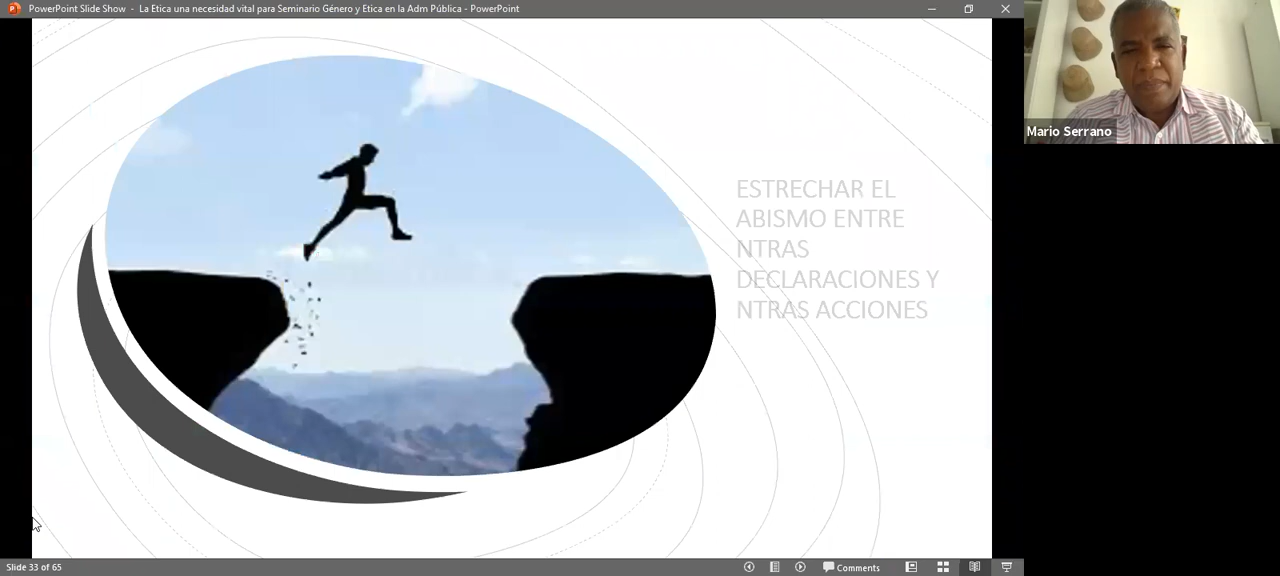 PowerPoint Slide Show - La Etica una necesidad vital para Seminario Género y Etica en la Adm Pública - PowerPoint
Mario Serrano
ESTRECHAR EL
ABISMO ENTRE
NTRAS
DECLARACIONES Y
NTRAS ACCIONES
Slide 33 of 65
Comments